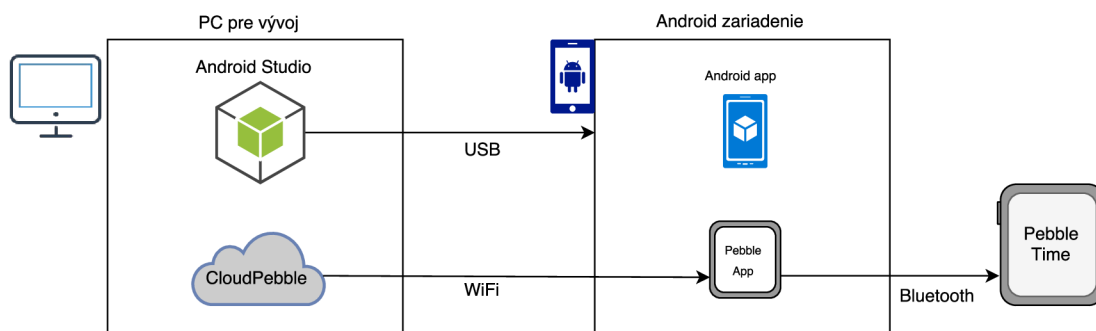 PC pre vývoj
Android zariadenie
Android Studio
Android app
USB
CloudPebble
WiFi
Pebble
App
Bluetooth
Pebble
Time